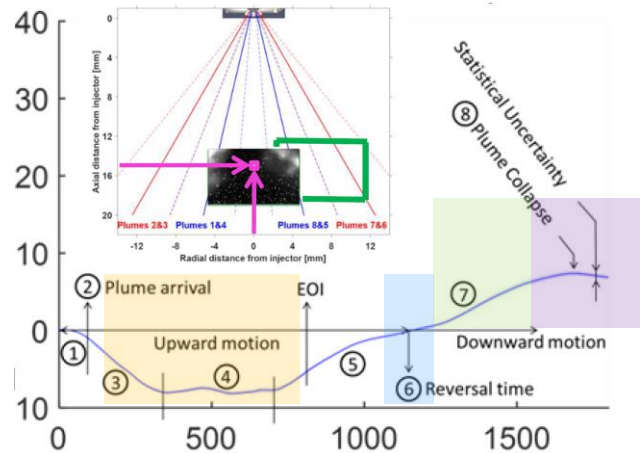 40
30
20
10
0
10
0
500
1000
1500
-1
0
4
8
12
16
20
Axial distance from injector [mm]
Plumes 2&3 Plumes 1&4 Plumes 8&5 Plumes 7&6
-12 -8 -4 0 4 8 12
Radial distance from injector [mm]
Statistical Uncertainty
8 Plume Collapse
2 Plume arrival
EOI
7
1
Upward motion
Downward motion
3
4
5
6 Reversal time